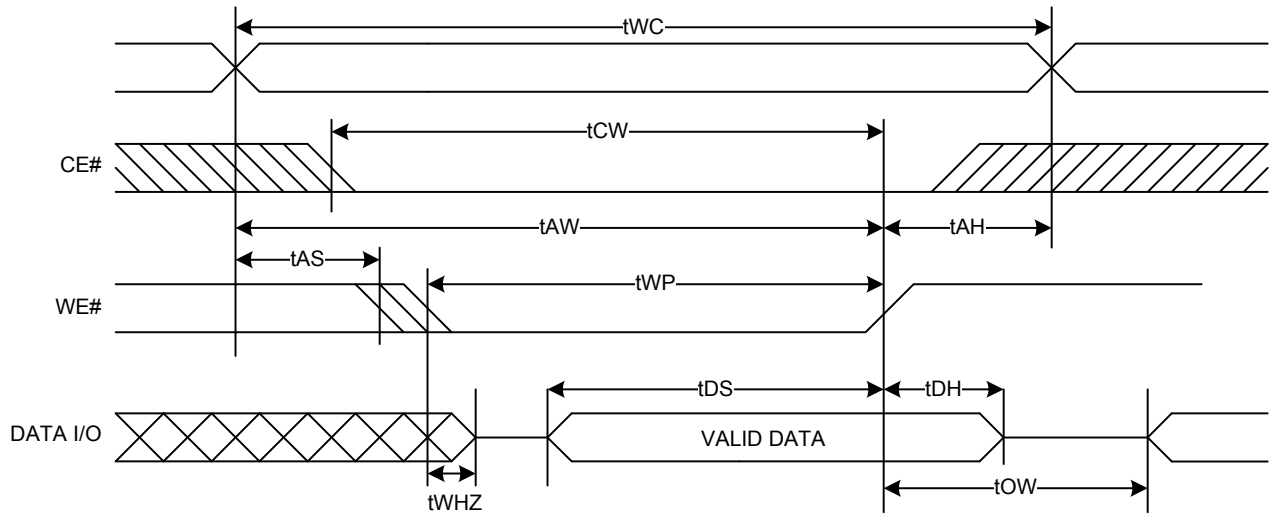 tWC
tCW
CE#
tAW
tAH
tAS
tWP
WE#
tDS
tDH
DATA I/O
VALID DATA
tWHZ
tOW